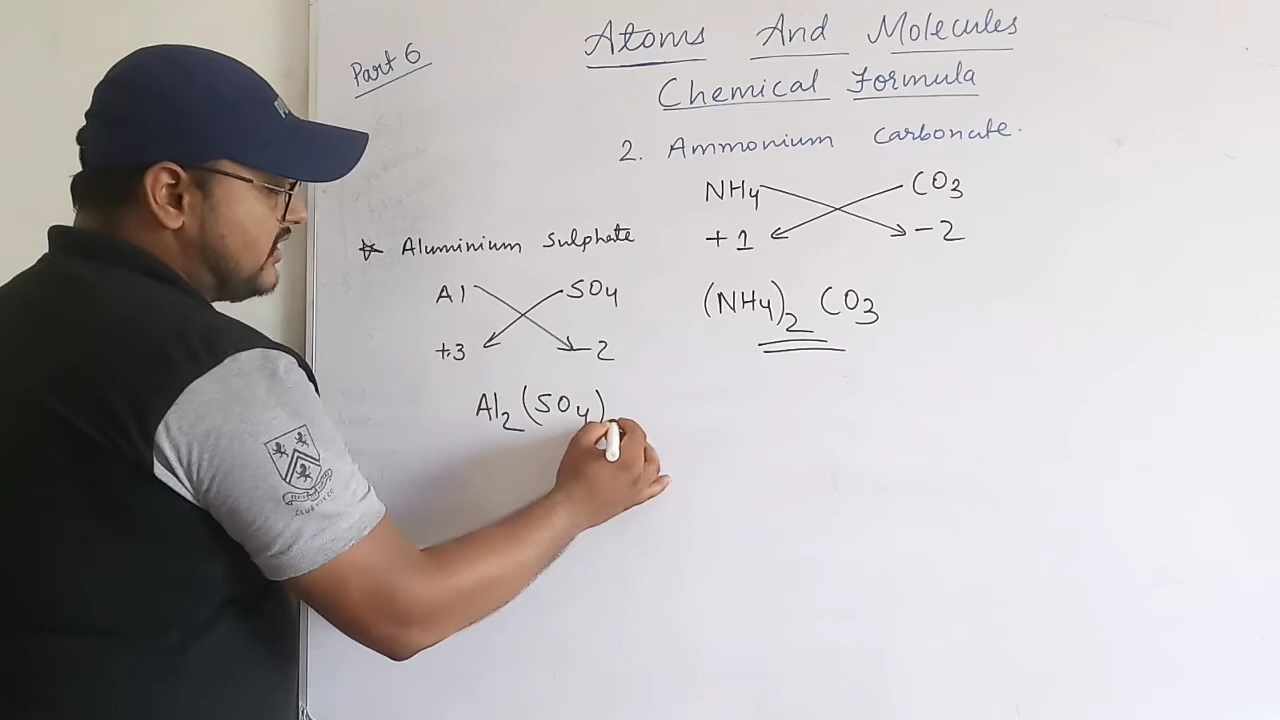 Part 6
Atoms And Molecules
Chemical Formula
2. Ammonium Carbonate.
NH4 CO3
+1 -2
(NH4)2 CO3
* Aluminium Sulphate
Al SO4
+3 -2
Al2(SO4)